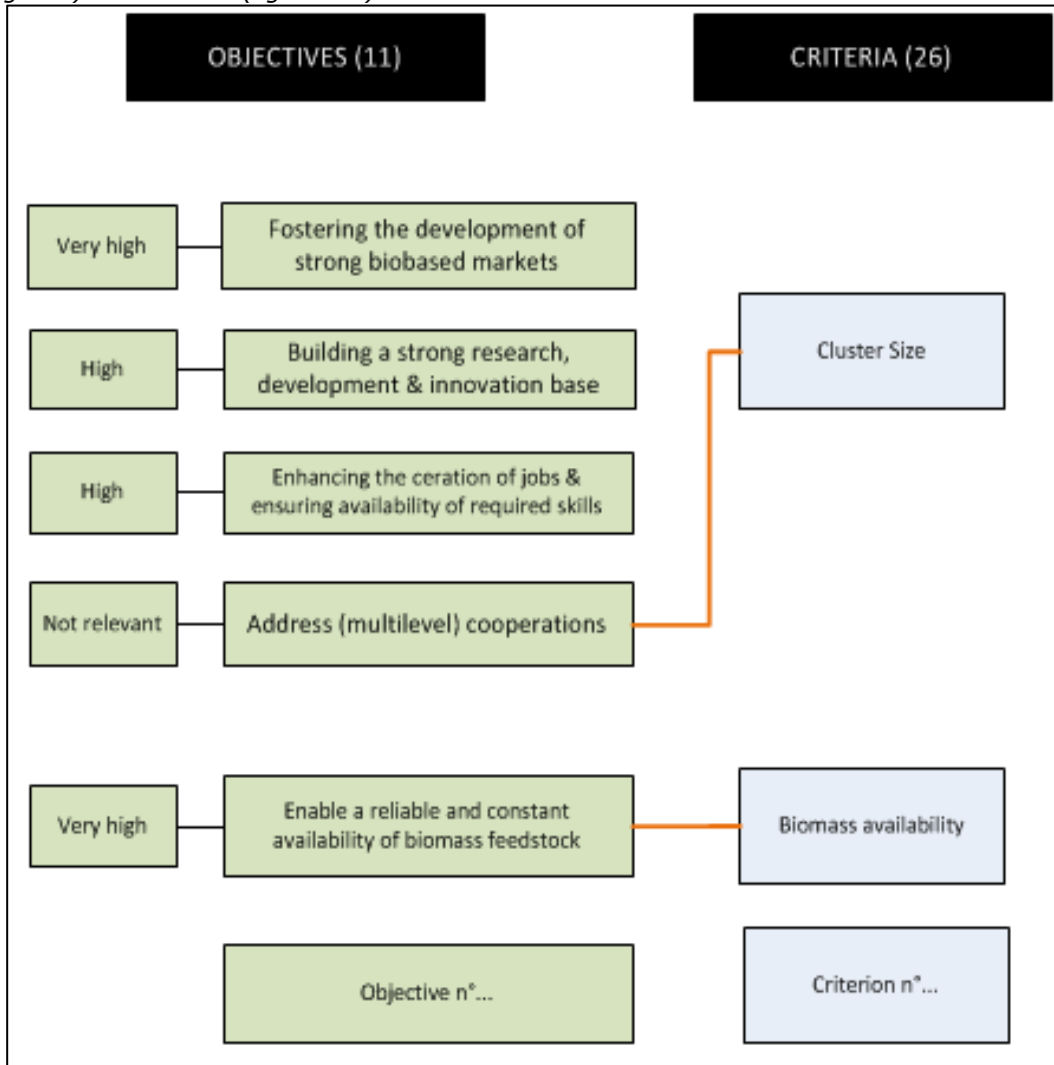 OBJECTIVES (11)
CRITERIA (26)
Very high
Fostering the development of
strong biobased markets
Cluster Size
High
Building a strong research,
development & innovation base
High
Enhancing the ceration of jobs &
ensuring availability of required skills
Not relevant
Address (multilevel) cooperations
Very high
Enable a reliable and constant
availability of biomass feedstock
Biomass availability
Objective n°...
Criterion n°...